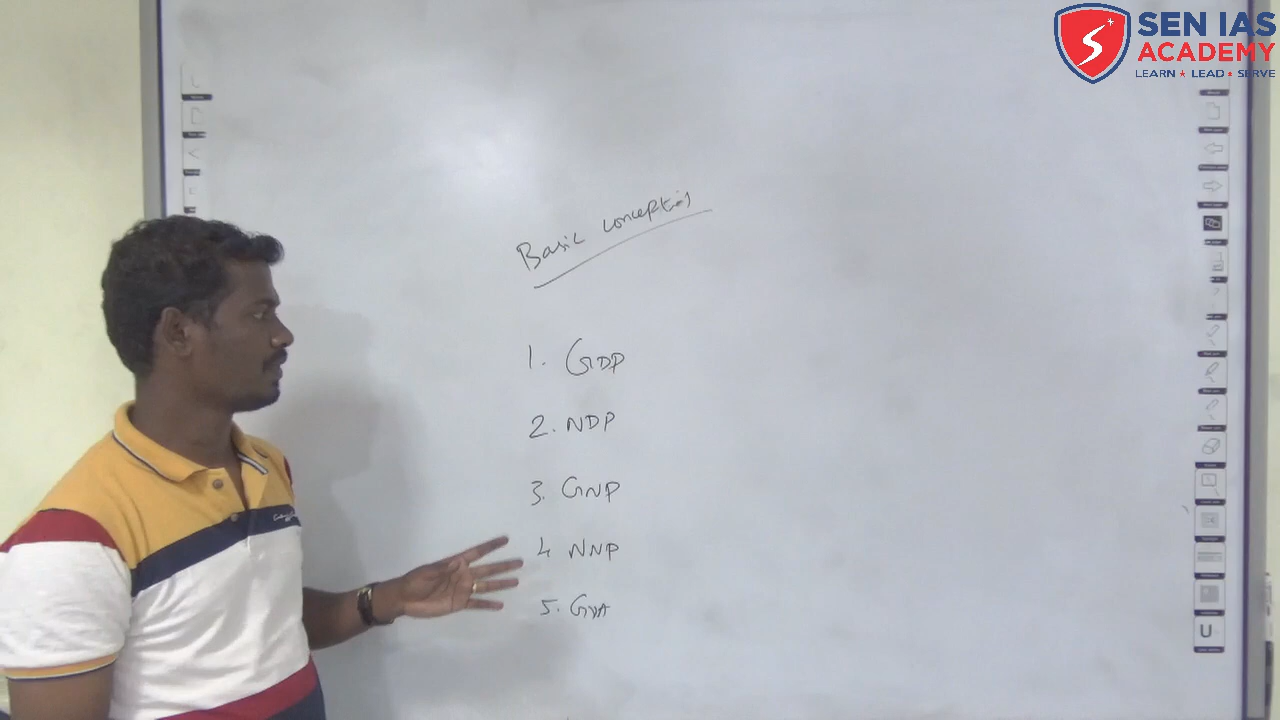 SEN IAS
ACADEMY
LEARN ★ LEAD ★ SERVE
Basic concepts
1. GDP
2. NDP
3. GNP
4 NNP
5. GVA
U